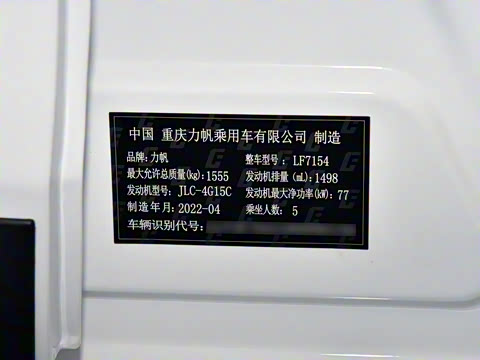 中国 重庆力帆乘用车有限公司 制造
品牌:力帆 整车型号: LF7154
最大允许总质量(kg):1555 发动机排量(mL):1498
发动机型号: JLC-4G15C 发动机最大净功率(kW): 77
制造年月:2022-04 乘坐人数: 5
车辆识别代号: